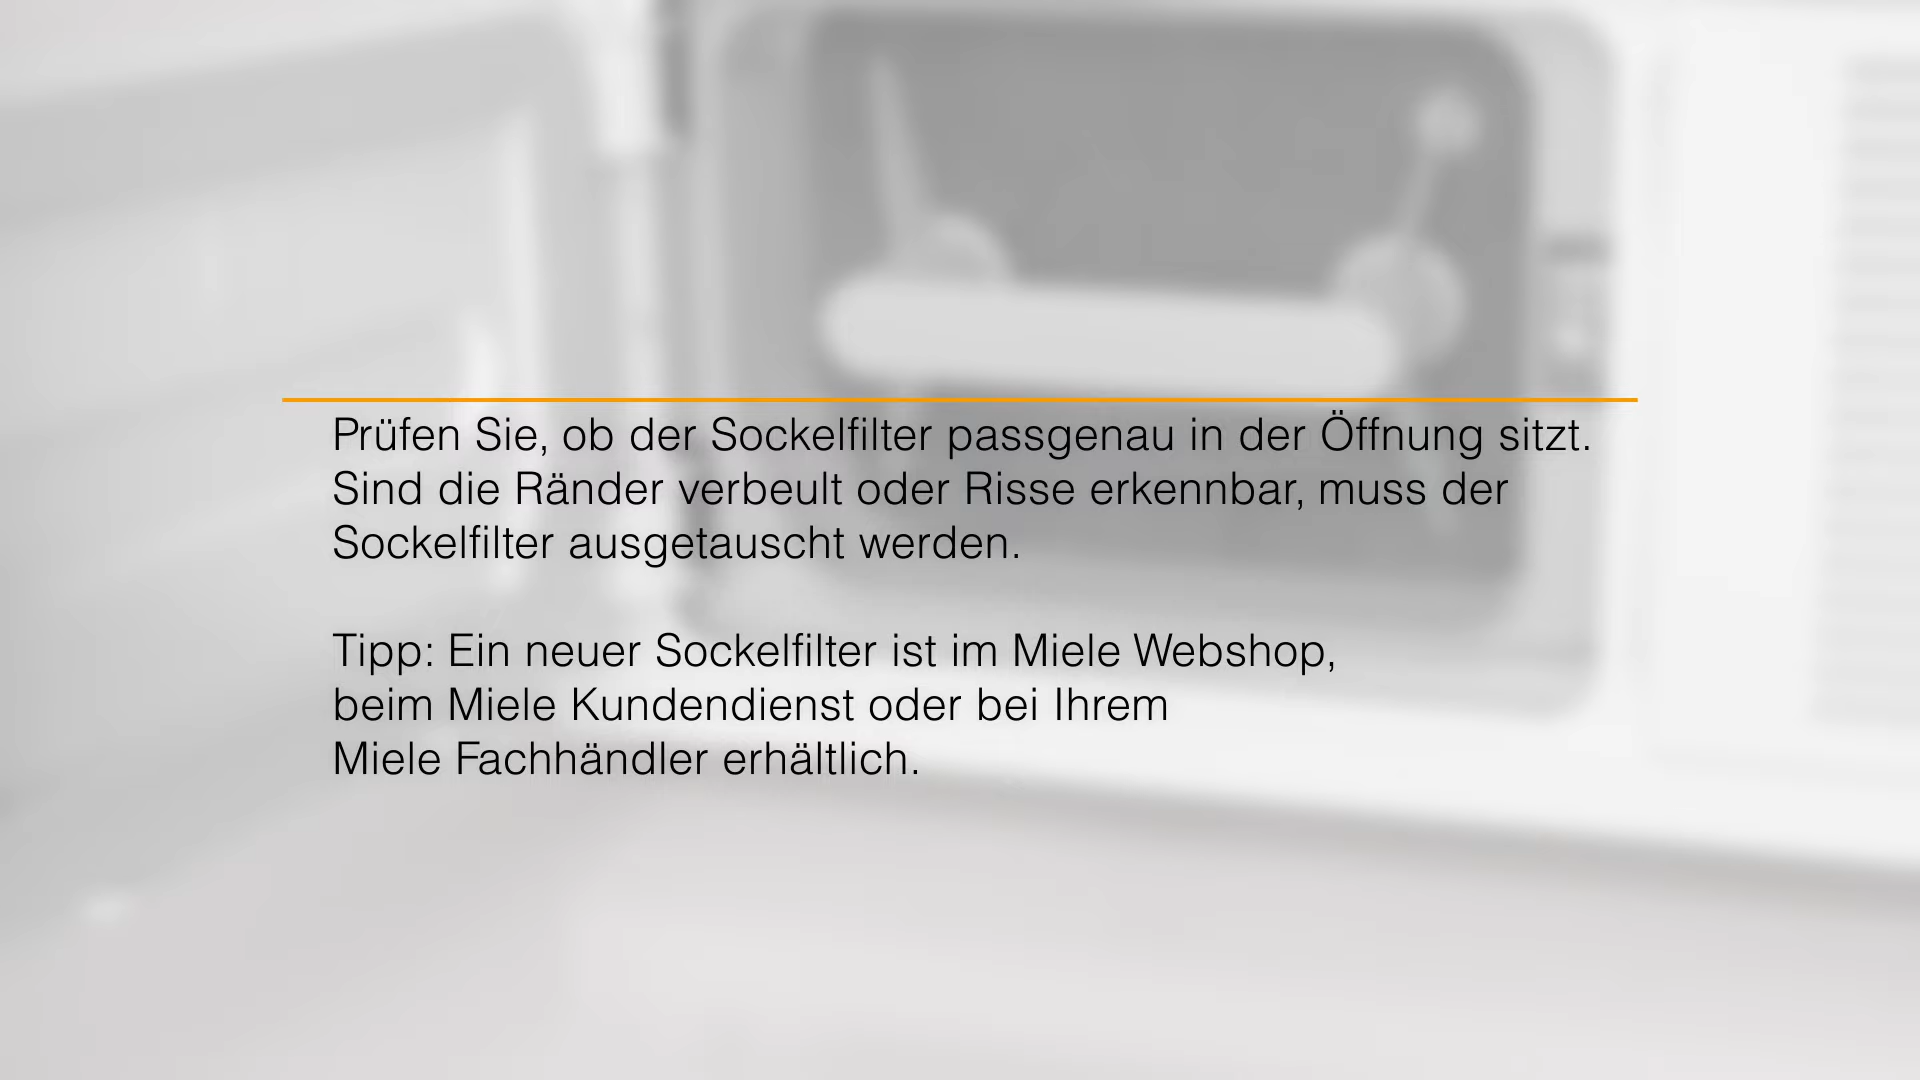 Prüfen Sie, ob der Sockelfilter passgenau in der Öffnung sitzt.
Sind die Ränder verbeult oder Risse erkennbar, muss der
Sockelfilter ausgetauscht werden.
Tipp: Ein neuer Sockelfilter ist im Miele Webshop,
beim Miele Kundendienst oder bei Ihrem
Miele Fachhändler erhältlich.